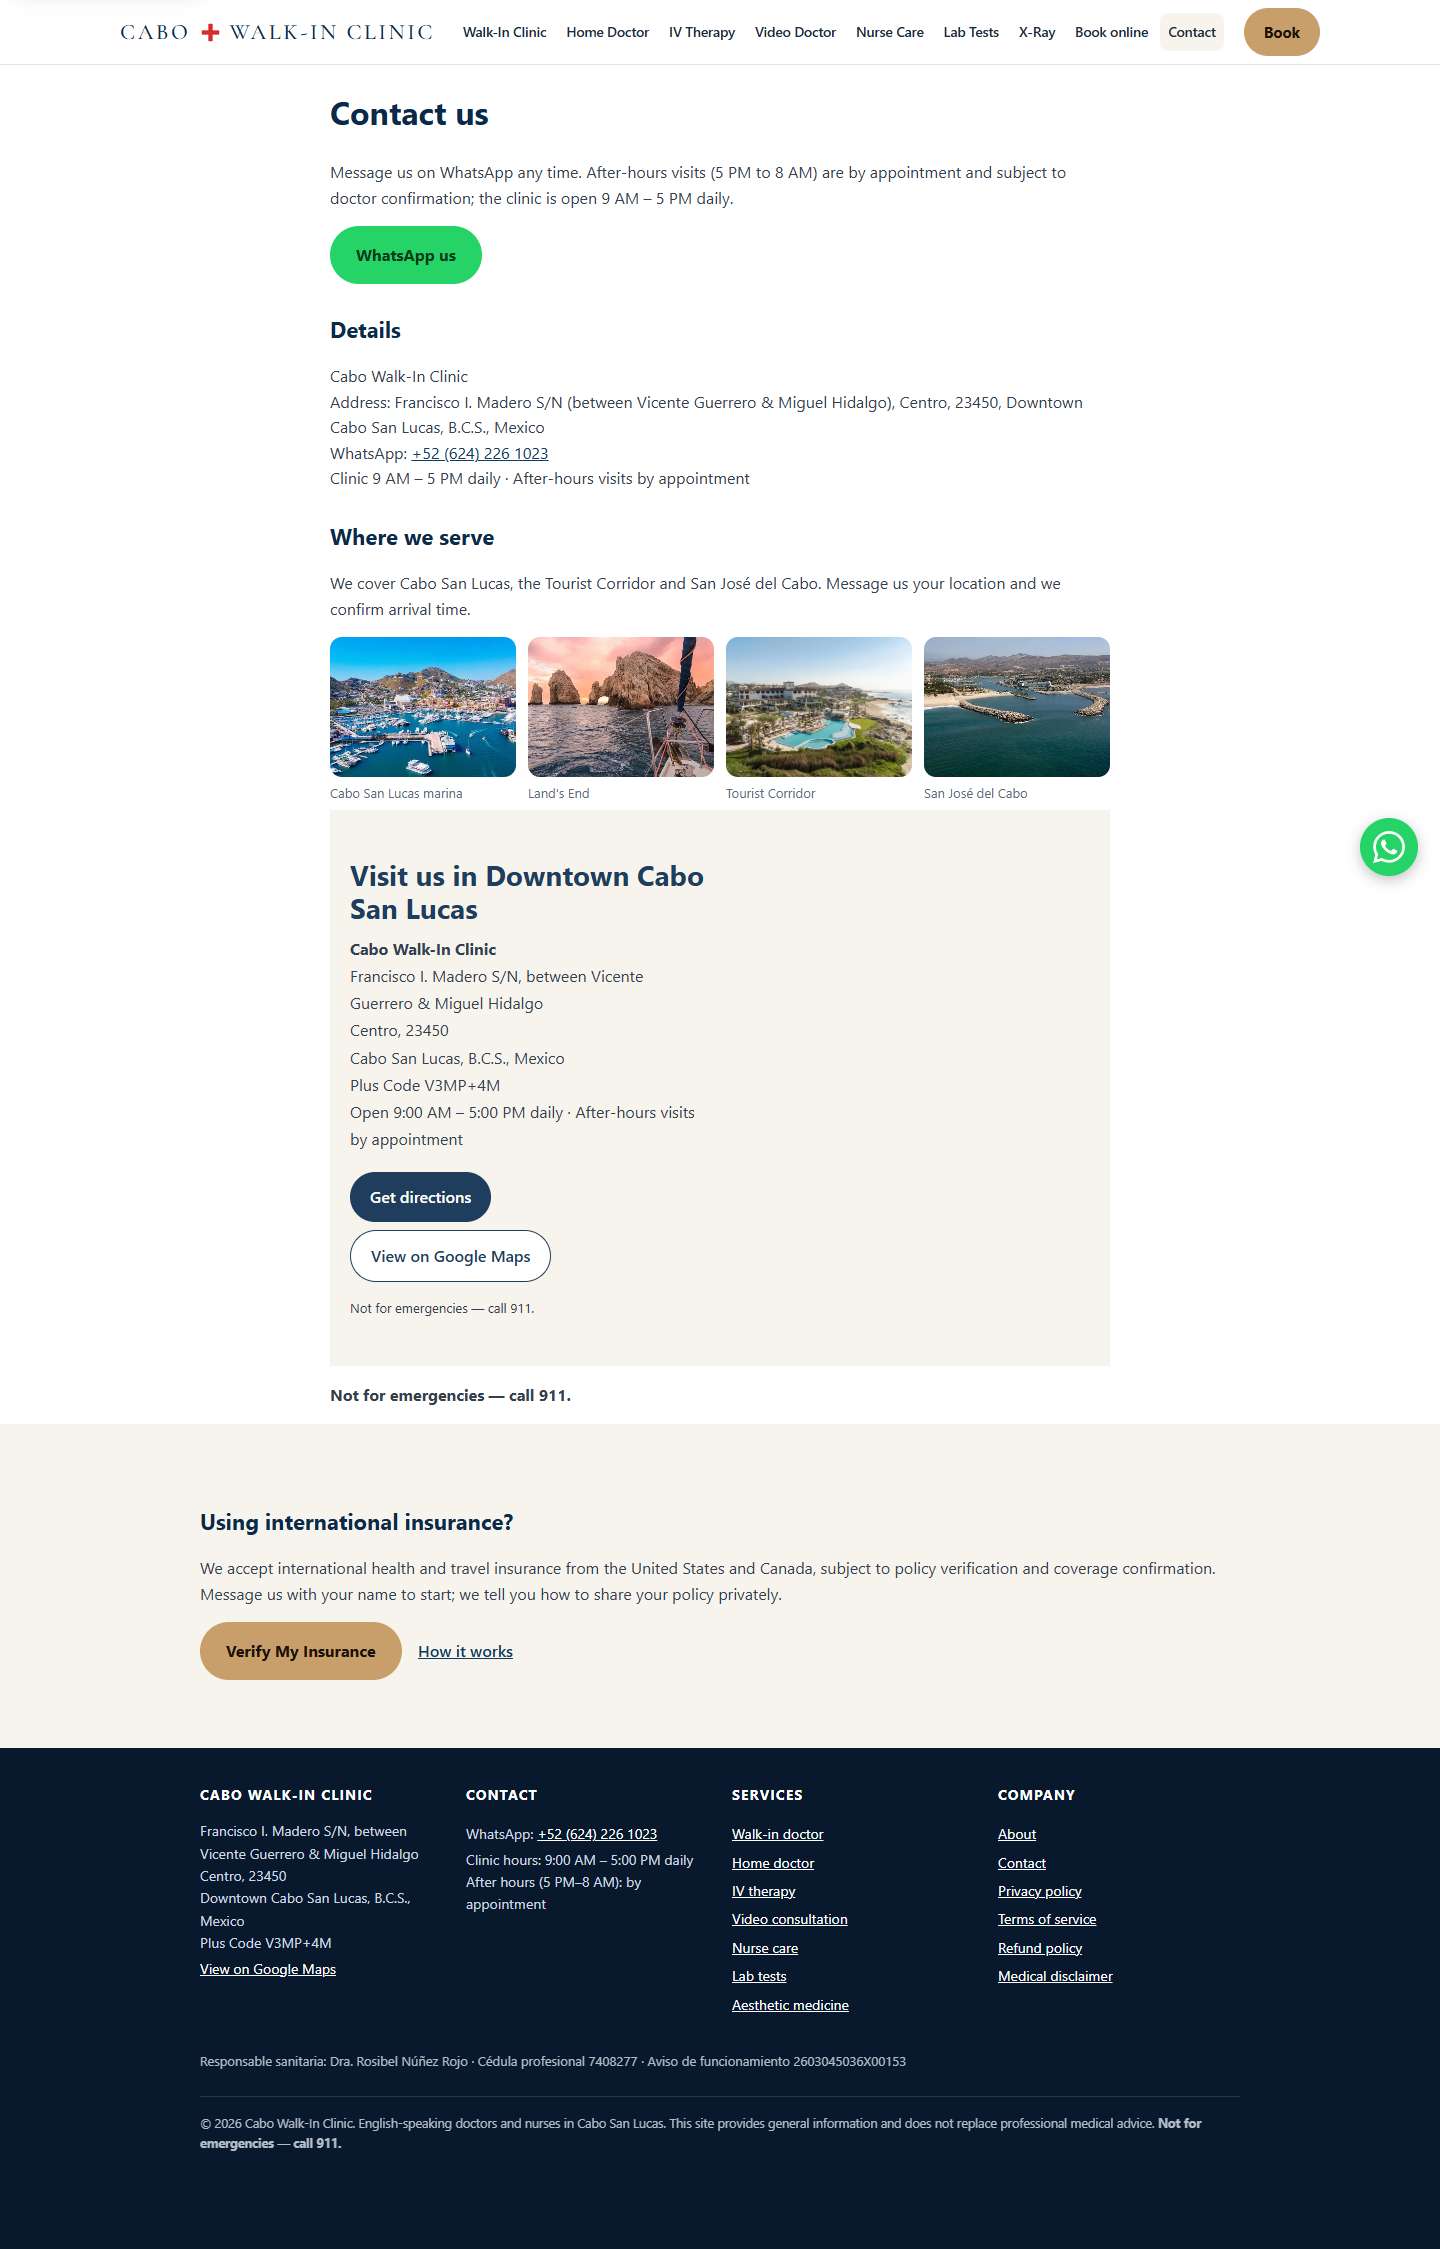 CABO + WALK-IN CLINIC
Walk-In Clinic
Home Doctor
IV Therapy
Video Doctor
Nurse Care
Lab Tests
X-Ray
Book online
Contact
Book
Contact us
Message us on WhatsApp any time. After-hours visits (5 PM to 8 AM) are by appointment and subject to
doctor confirmation; the clinic is open 9 AM – 5 PM daily.
WhatsApp us
Details
Cabo Walk-In Clinic
Address: Francisco I. Madero S/N (between Vicente Guerrero & Miguel Hidalgo), Centro, 23450, Downtown
Cabo San Lucas, B.C.S., Mexico
WhatsApp: +52 (624) 226 1023
Clinic 9 AM – 5 PM daily · After-hours visits by appointment
Where we serve
We cover Cabo San Lucas, the Tourist Corridor and San José del Cabo. Message us your location and we
confirm arrival time.
Cabo San Lucas marina
Land's End
Tourist Corridor
San José del Cabo
Visit us in Downtown Cabo
San Lucas
Cabo Walk-In Clinic
Francisco I. Madero S/N, between Vicente
Guerrero & Miguel Hidalgo
Centro, 23450
Cabo San Lucas, B.C.S., Mexico
Plus Code V3MP+4M
Open 9:00 AM – 5:00 PM daily · After-hours visits
by appointment
Get directions
View on Google Maps
Not for emergencies — call 911.
Not for emergencies — call 911.
Using international insurance?
We accept international health and travel insurance from the United States and Canada, subject to policy verification and coverage confirmation.
Message us with your name to start; we tell you how to share your policy privately.
Verify My Insurance
How it works
CABO WALK-IN CLINIC
Francisco I. Madero S/N, between
Vicente Guerrero & Miguel Hidalgo
Centro, 23450
Downtown Cabo San Lucas, B.C.S.,
Mexico
Plus Code V3MP+4M
View on Google Maps
CONTACT
WhatsApp: +52 (624) 226 1023
Clinic hours: 9:00 AM – 5:00 PM daily
After hours (5 PM–8 AM): by
appointment
SERVICES
Walk-in doctor
Home doctor
IV therapy
Video consultation
Nurse care
Lab tests
Aesthetic medicine
COMPANY
About
Contact
Privacy policy
Terms of service
Refund policy
Medical disclaimer
Responsable sanitaria: Dra. Rosibel Núñez Rojo · Cédula profesional 7408277 · Aviso de funcionamiento 2603045036X00153
© 2026 Cabo Walk-In Clinic. English-speaking doctors and nurses in Cabo San Lucas. This site provides general information and does not replace professional medical advice. Not for
emergencies — call 911.